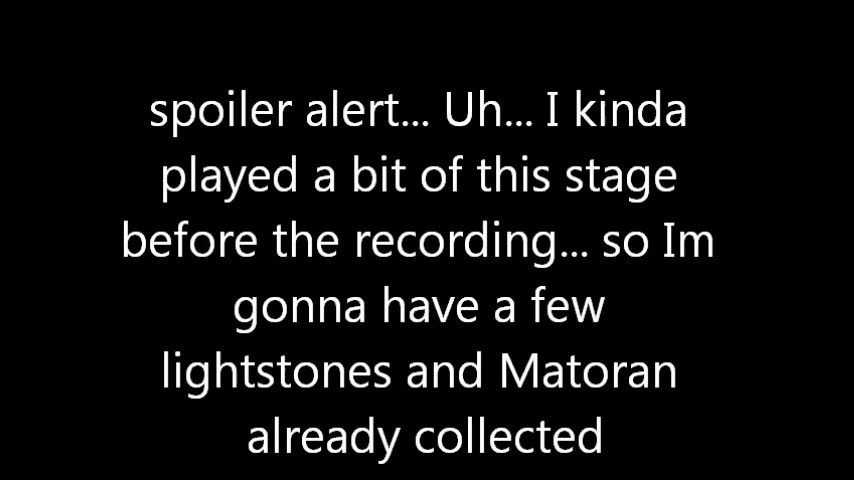 spoiler alert... Uh... I kinda
played a bit of this stage
before the recording... so Im
gonna have a few
lightstones and Matoran
already collected